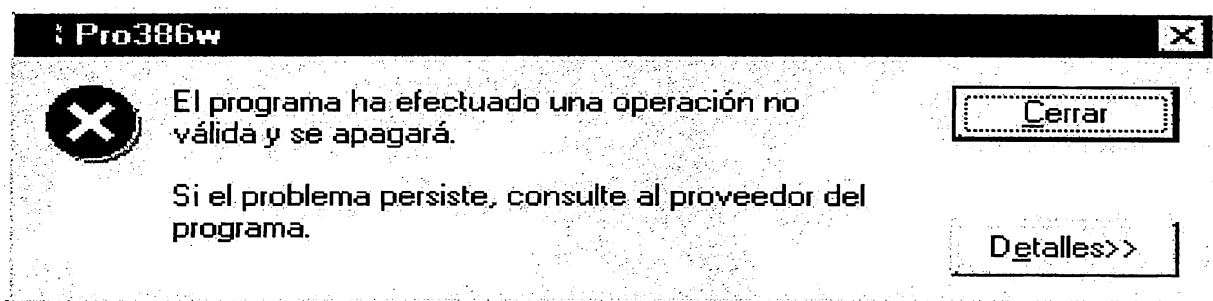 Pro386w
El programa ha efectuado una operación no
válida y se apagará.
Cerrar
Si el problema persiste, consulte al proveedor del
programa.
Detalles>>